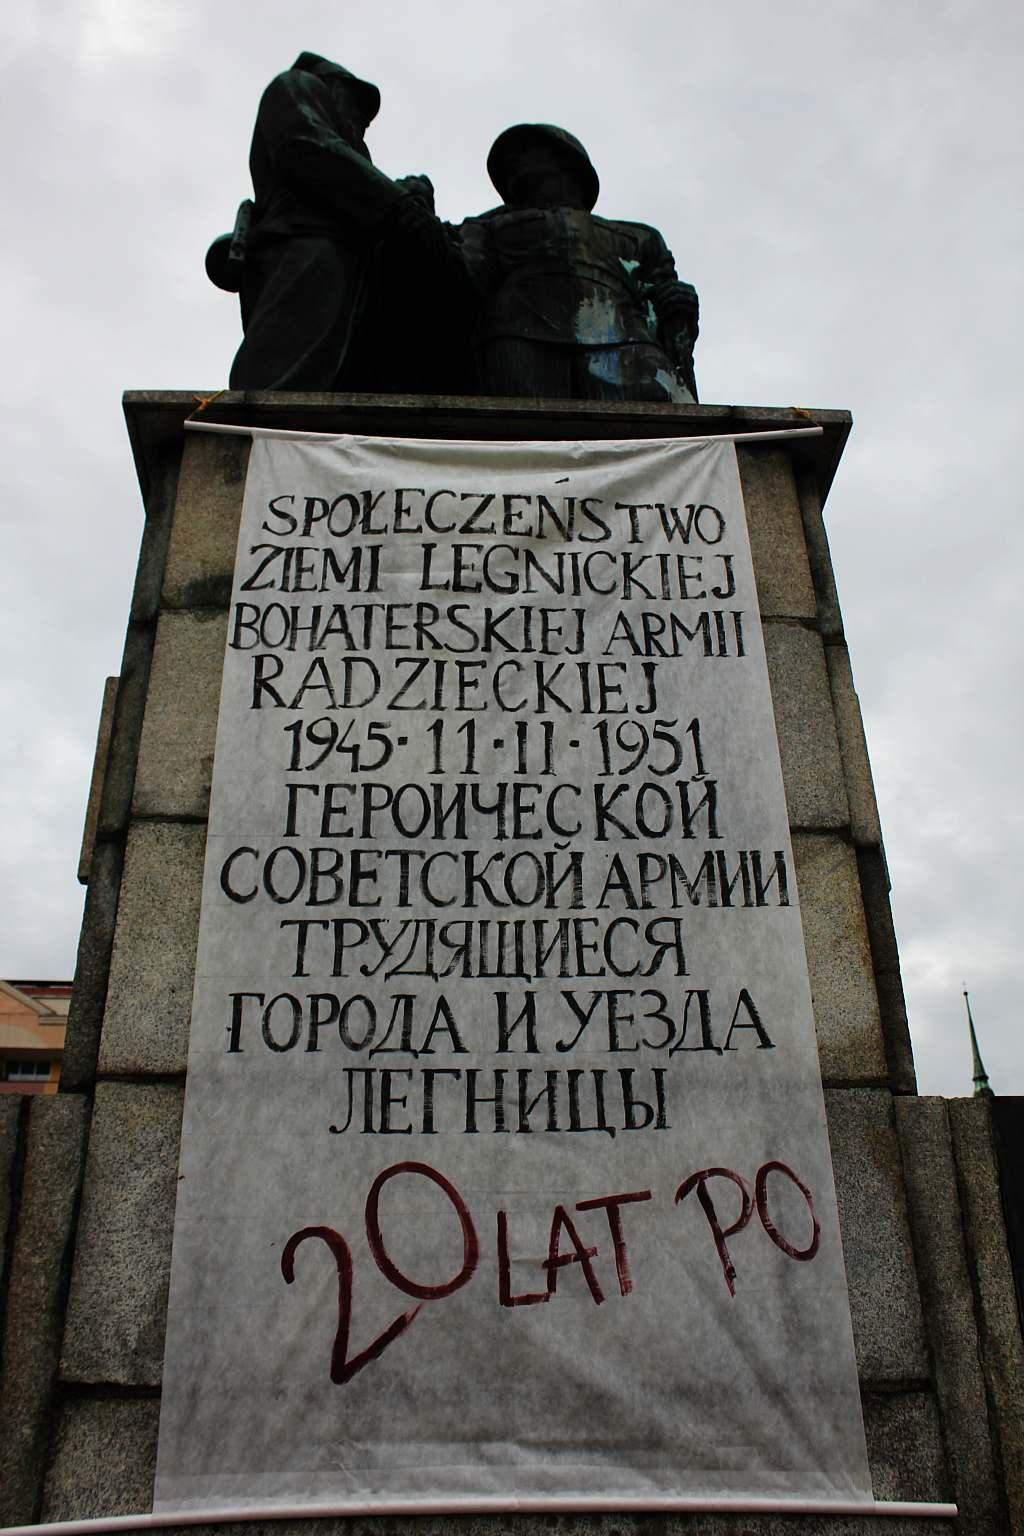 SPOŁECZEŃSTWO
ZIEMI LEGNICKIEJ
BOHATERSKIEJ ARMII
RADZIECKIEJ
1945·11·II·1951
ГЕРОИЧЕСКОЙ
СОВЕТСКОЙ АРМИИ
ТРУДЯЩИЕСЯ
ГОРОДА И УЕЗДА
ЛЕГНИЦЫ
20 LAT PO